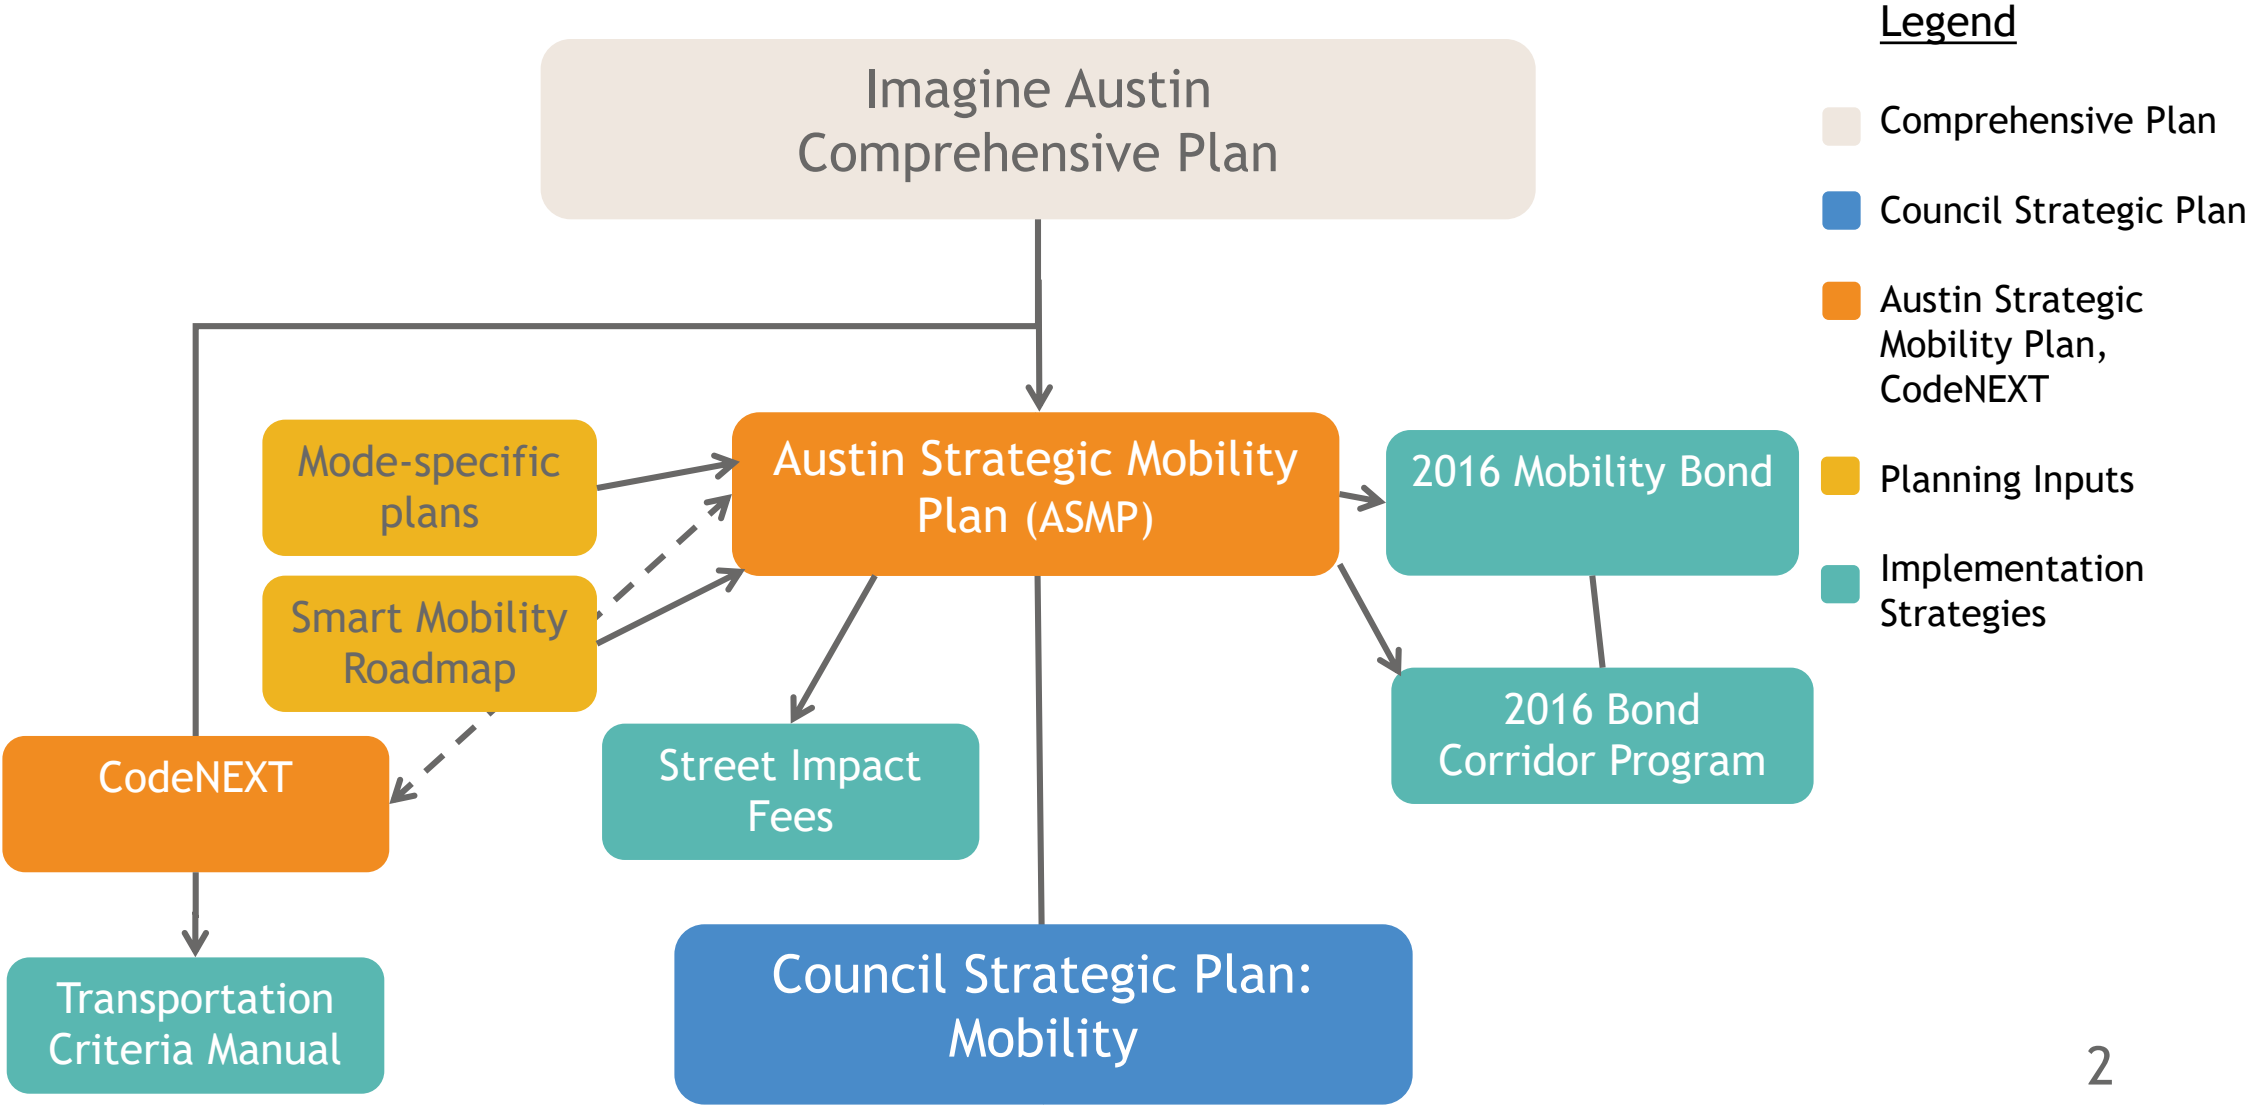 Imagine Austin
Comprehensive Plan
Mode-specific
plans
Smart Mobility
Roadmap
Austin Strategic Mobility
Plan (ASMP)
2016 Mobility Bond
2016 Bond
Corridor Program
CodeNEXT
Street Impact
Fees
Transportation
Criteria Manual
Council Strategic Plan:
Mobility
Legend
Comprehensive Plan
Council Strategic Plan
Austin Strategic
Mobility Plan,
CodeNEXT
Planning Inputs
Implementation
Strategies
2